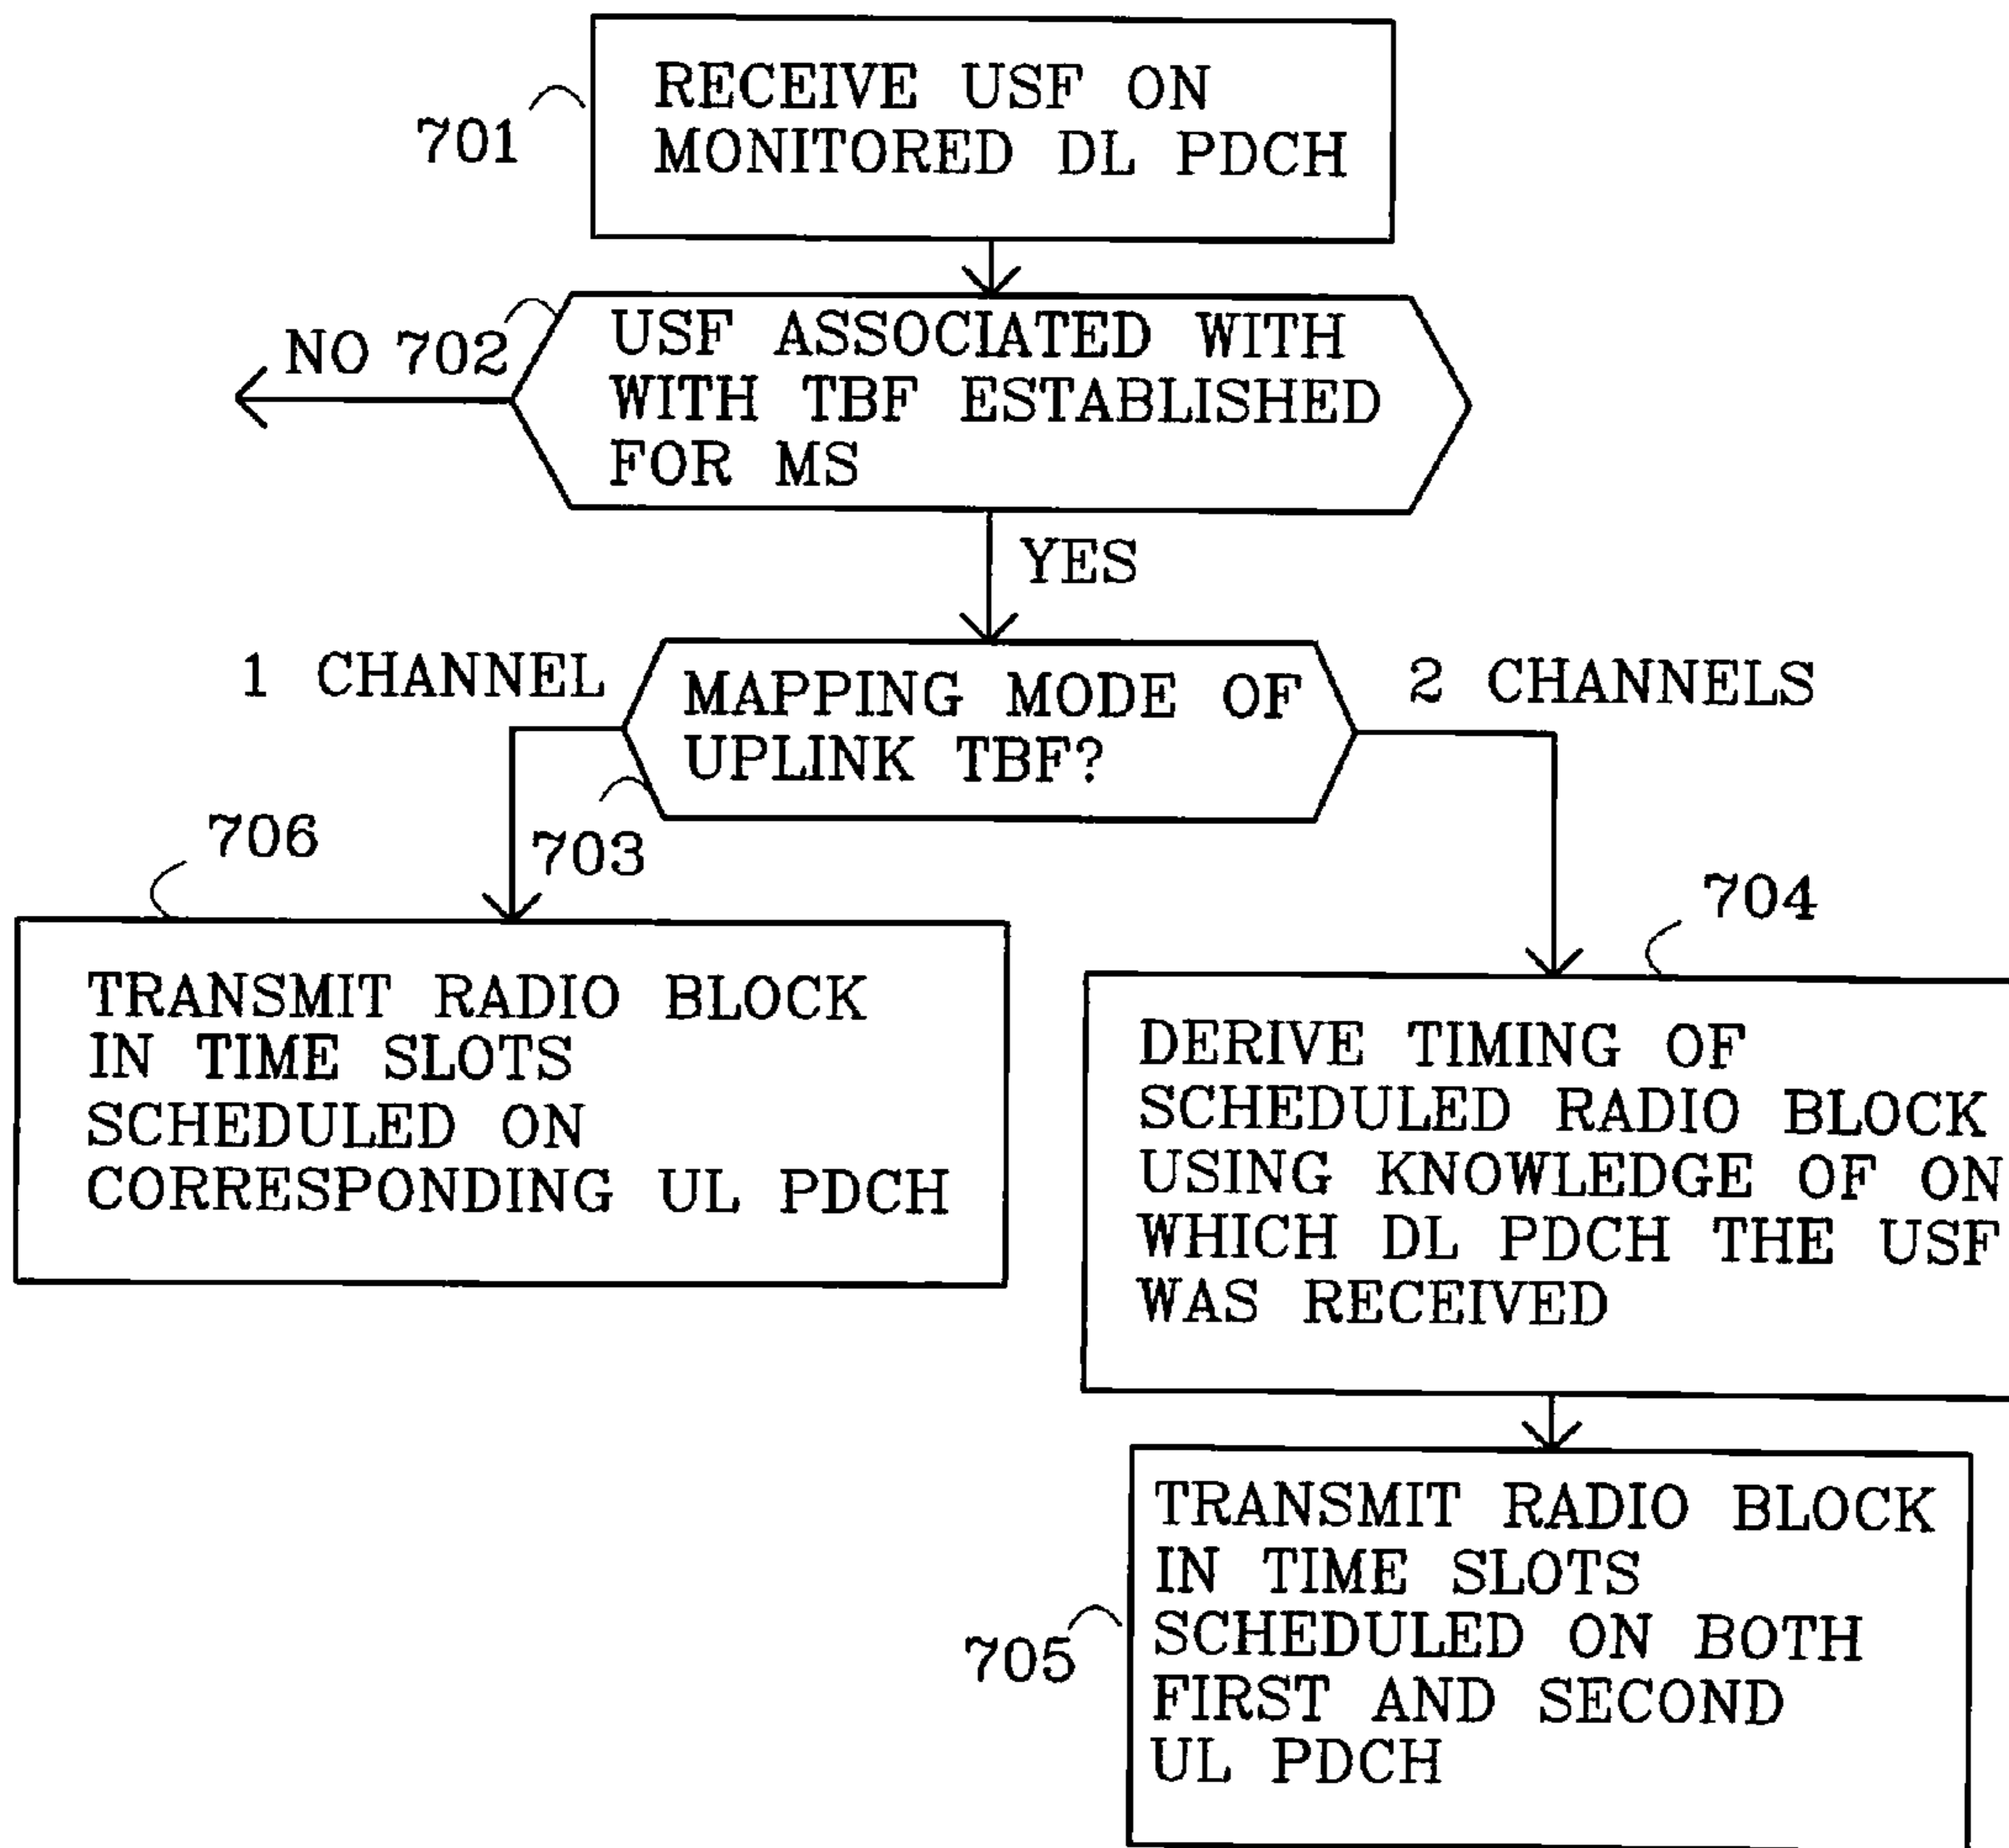 RECEIVE USF ON
MONITORED DL PDCH
701
NO 702
USF ASSOCIATED WITH
WITH TBF ESTABLISHED
FOR MS
YES
1 CHANNEL
MAPPING MODE OF
UPLINK TBF?
2 CHANNELS
703
706
TRANSMIT RADIO BLOCK
IN TIME SLOTS
SCHEDULED ON
CORRESPONDING UL PDCH
704
DERIVE TIMING OF
SCHEDULED RADIO BLOCK
USING KNOWLEDGE OF ON
WHICH DL PDCH THE USF
WAS RECEIVED
TRANSMIT RADIO BLOCK
IN TIME SLOTS
SCHEDULED ON BOTH
FIRST AND SECOND
UL PDCH
705